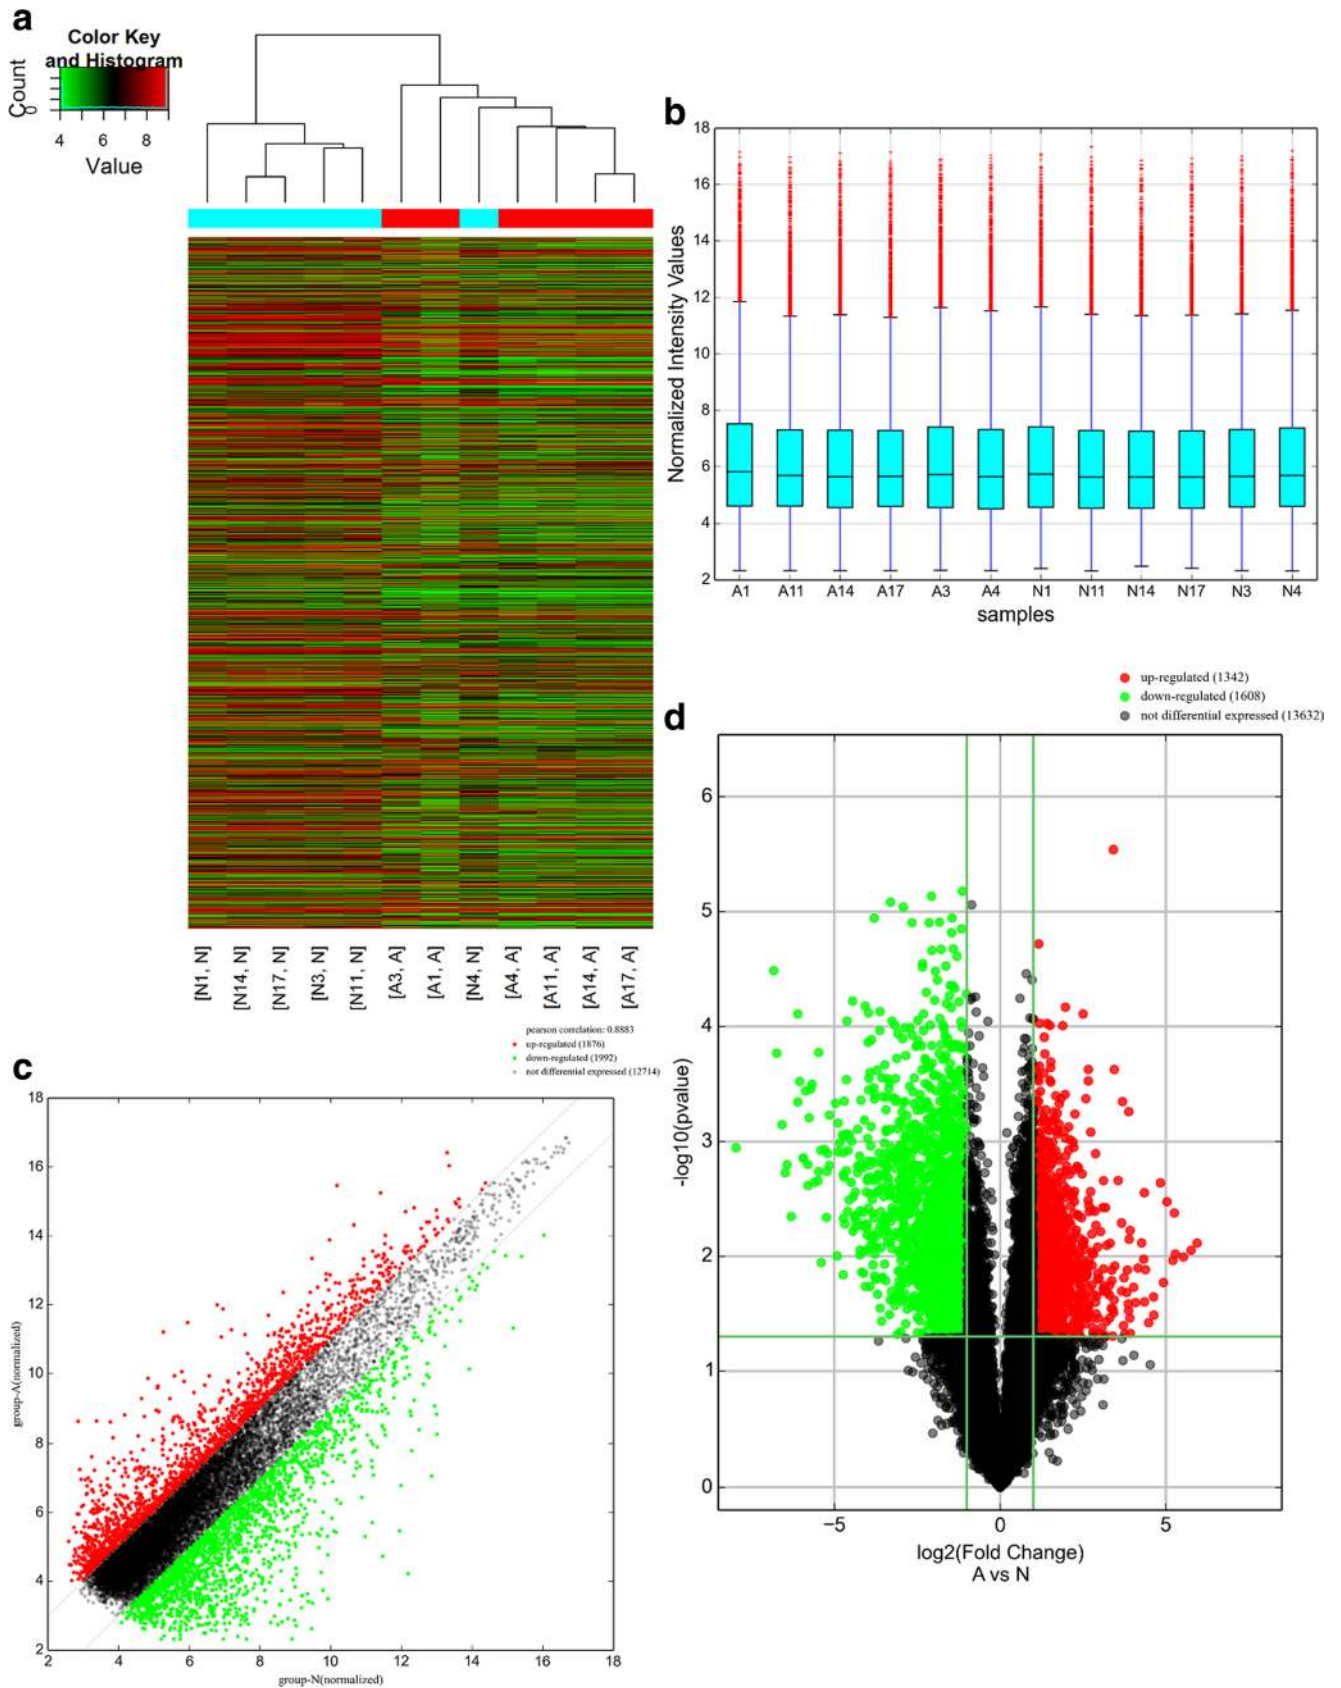 a
Color Key
and Histogram
Count
0
4 6 8
Value
[N1, N]
[N14, N]
[N17, N]
[N3, N]
[N11, N]
[A3, A]
[A1, A]
[N4, N]
[A4, A]
[A11, A]
[A14, A]
[A17, A]
b
Normalized Intensity Values
18
16
14
12
10
8
6
4
2
A1 A11 A14 A17 A3 A4 N1 N11 N14 N17 N3 N4
samples
c
pearson correlation: 0.8883
up-regulated (1876)
down-regulated (1992)
not differential expressed (12714)
group-A(normalized)
18
16
14
12
10
8
6
4
2
2 4 6 8 10 12 14 16 18
group-N(normalized)
d
up-regulated (1342)
down-regulated (1608)
not differential expressed (13632)
-log10(pvalue)
6
5
4
3
2
1
0
−5 0 5
log2(Fold Change)
A vs N